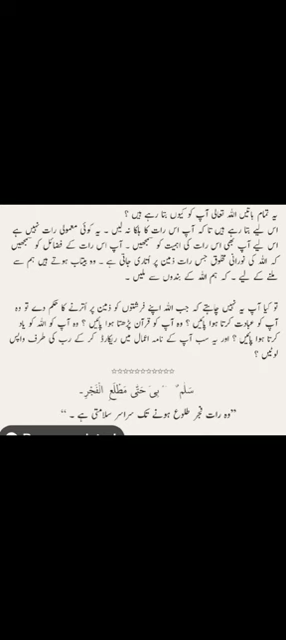 یہ تمام باتیں اللہ تعالی آپ کو کیوں بتا رہے ہیں ؟
اس لیے بتا رہے ہیں تا کہ آپ اس رات کا ہلکا نہ لیں ۔ یہ کوئی معمولی رات نہیں ہے
اس لیے آپ بھی اس رات کی اہمیت کو سمجھیں ۔ آپ اس رات کے فضائل کو سمجھیں
کہ اللہ کی نورانی مخلوق جس رات زمین پر اتاری جاتی ہے ۔ وہ بیتاب ہوتے ہیں ہم سے
ملنے کے لیے ۔ کہ ہم اللہ کے بندوں سے ملیں ۔
تو کیا آپ یہ نہیں چاہتے کہ جب اللہ اپنے فرشتوں کو زمین پر اترنے کا حکم دے تو وہ
آپ کو عبادت کرتا ہوا پائیں ؟ وہ آپ کو قرآن پڑھتا ہوا پائیں ؟ وہ آپ کو اللہ کو یاد
کرتا ہوا پائیں ؟ اور یہ سب آپ کے نامہ اعمال میں ریکارڈ کر کے رب کی طرف واپس
لوٹیں ؟
☆☆☆☆☆☆☆☆☆☆☆
سَلٰمٌ ہِیَ حَتّٰی مَطۡلَعِ الۡفَجۡرِ ۔
”وہ رات فجر طلوع ہونے تک سراسر سلامتی ہے ۔ “